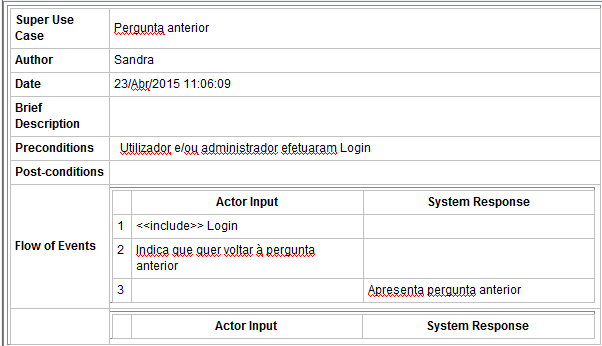 Super Use
Case
Pergunta anterior
Author
Sandra
Date
23/Abr/2015 11:06:09
Brief
Description
Preconditions
Utilizador e/ou administrador efetuaram Login
Post-conditions
Flow of Events
Actor Input
System Response
1
<<include>> Login
2
Indica que quer voltar à pergunta
anterior
3
Apresenta pergunta anterior
Actor Input
System Response